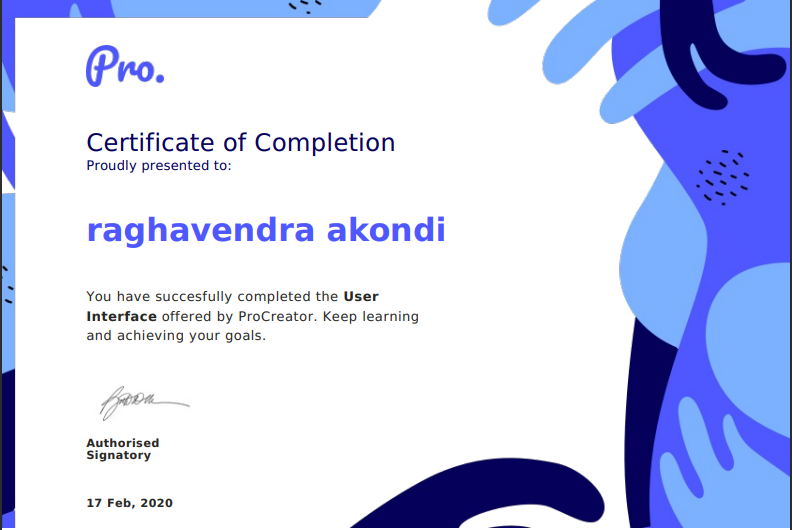 Pro.
Certificate of Completion
Proudly presented to:
raghavendra akondi
You have succesfully completed the User
Interface offered by ProCreator. Keep learning
and achieving your goals.
Authorised
Signatory
17 Feb, 2020